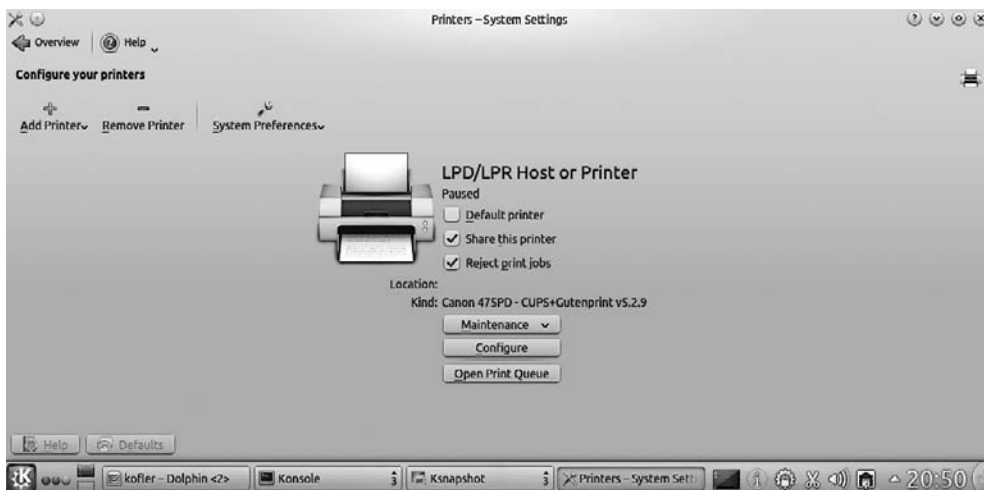 Printers – System Settings
Overview Help
Configure your printers
Add Printer Remove Printer System Preferences
LPD/LPR Host or Printer
Paused
Default printer
Share this printer
Reject print jobs
Location:
Kind: Canon 475PD - CUPS+Gutenprint v5.2.9
Maintenance
Configure
Open Print Queue
Help Defaults
kofler – Dolphin <2> Konsole 3 Ksnapshot 3 Printers – System Sett 20:50